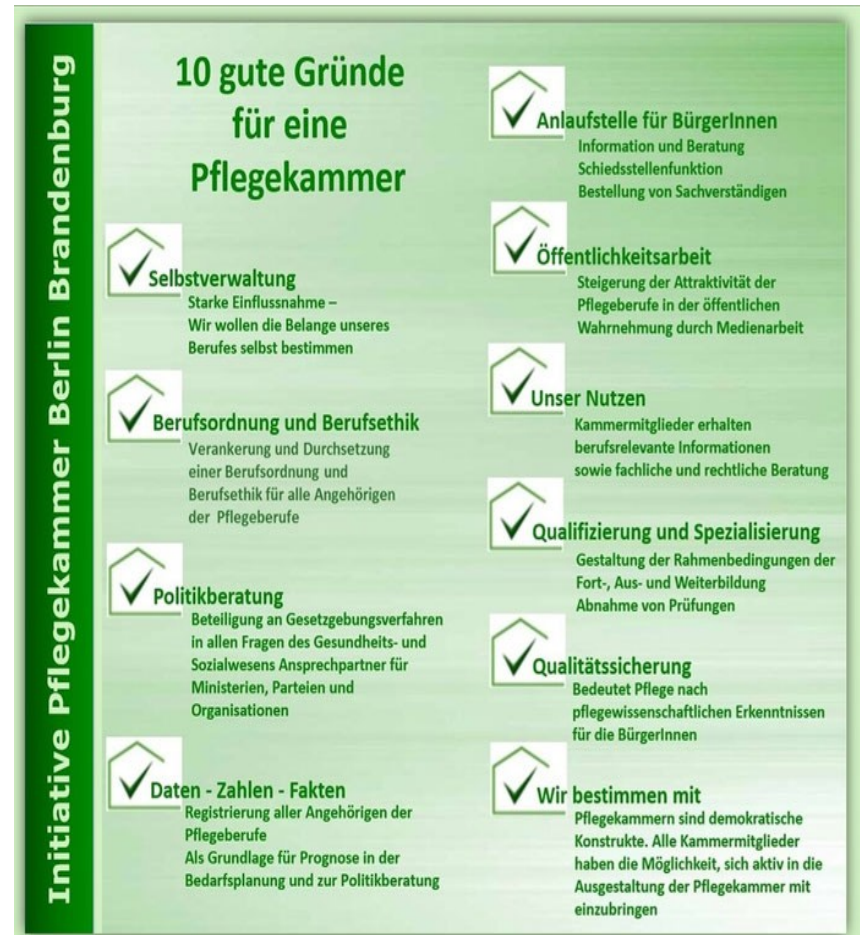 Initiative Pflegekammer Berlin Brandenburg
10 gute Gründe
für eine
Pflegekammer
Selbstverwaltung
Starke Einflussnahme –
Wir wollen die Belange unseres
Berufes selbst bestimmen
Berufsordnung und Berufsethik
Verankerung und Durchsetzung
einer Berufsordnung und
Berufsethik für alle Angehörigen
der Pflegeberufe
Politikberatung
Beteiligung an Gesetzgebungsverfahren
in allen Fragen des Gesundheits- und
Sozialwesens Ansprechpartner für
Ministerien, Parteien und
Organisationen
Daten - Zahlen - Fakten
Registrierung aller Angehörigen der
Pflegeberufe
Als Grundlage für Prognose in der
Bedarfsplanung und zur Politikberatung
Anlaufstelle für BürgerInnen
Information und Beratung
Schiedsstellenfunktion
Bestellung von Sachverständigen
Öffentlichkeitsarbeit
Steigerung der Attraktivität der
Pflegeberufe in der öffentlichen
Wahrnehmung durch Medienarbeit
Unser Nutzen
Kammermitglieder erhalten
berufsrelevante Informationen
sowie fachliche und rechtliche Beratung
Qualifizierung und Spezialisierung
Gestaltung der Rahmenbedingungen der
Fort-, Aus- und Weiterbildung
Abnahme von Prüfungen
Qualitätssicherung
Bedeutet Pflege nach
pflegewissenschaftlichen Erkenntnissen
für die BürgerInnen
Wir bestimmen mit
Pflegekammern sind demokratische
Konstrukte. Alle Kammermitglieder
haben die Möglichkeit, sich aktiv in die
Ausgestaltung der Pflegekammer mit
einzubringen